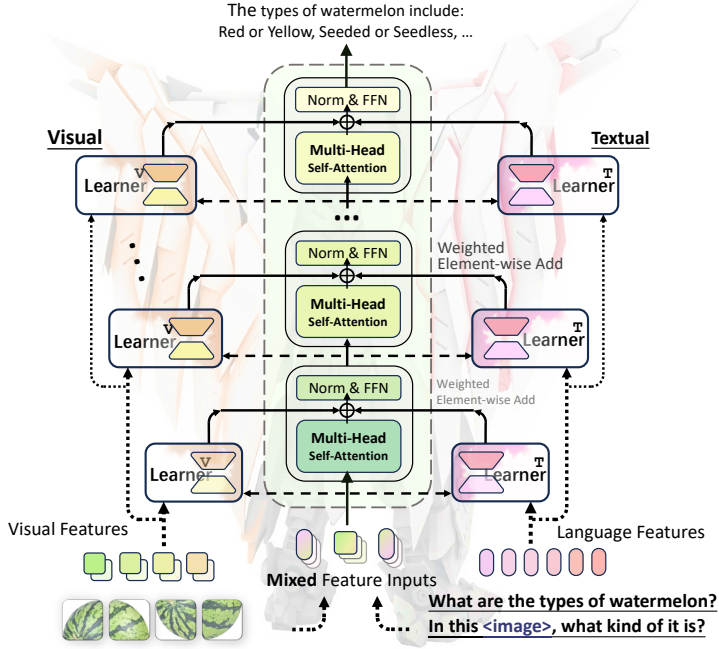 The types of watermelon include:
Red or Yellow, Seeded or Seedless, ...
Norm & FFN
Visual
Multi-Head
Self-Attention
Textual
Learner V
Learner T
...
Norm & FFN
Weighted
Element-wise Add
Multi-Head
Self-Attention
Learner V
Learner T
Norm & FFN
Weighted
Element-wise Add
Multi-Head
Self-Attention
Learner V
Learner T
Visual Features
Language Features
Mixed Feature Inputs
What are the types of watermelon?
In this <image>, what kind of it is?